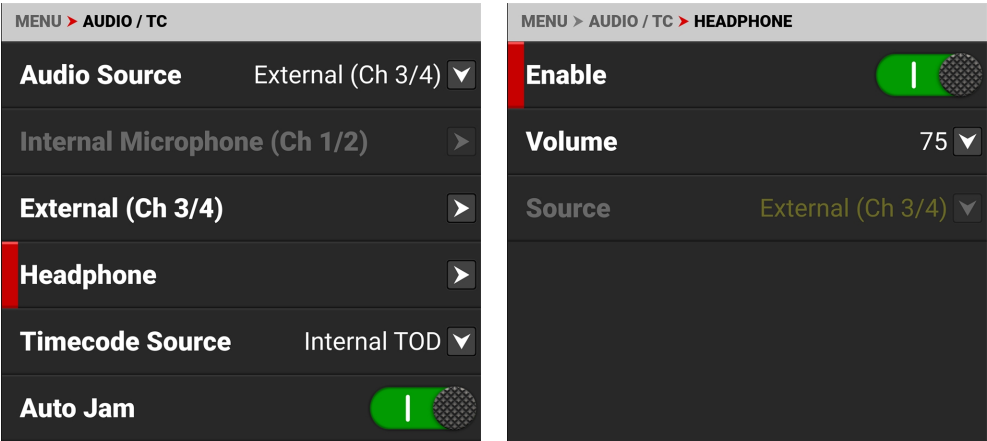 MENU > AUDIO / TC
Audio Source External (Ch 3/4)
Internal Microphone (Ch 1/2)
External (Ch 3/4)
Headphone
Timecode Source Internal TOD
Auto Jam
MENU > AUDIO / TC > HEADPHONE
Enable
Volume 75
Source External (Ch 3/4)